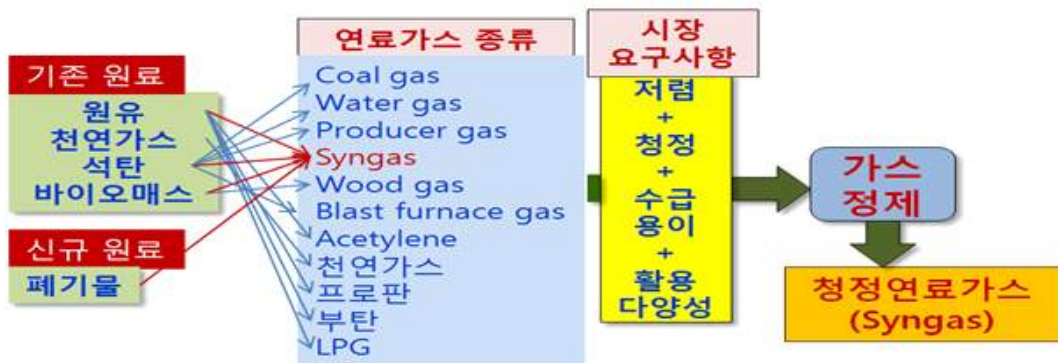 기존 원료
원유
천연가스
석탄
바이오매스
신규 원료
폐기물
연료가스 종류
Coal gas
Water gas
Producer gas
Syngas
Wood gas
Blast furnace gas
Acetylene
천연가스
프로판
부탄
LPG
시장
요구사항
저렴
+
청정
+
수급
용이
+
활용
다양성
가스
정제
청정연료가스
(Syngas)